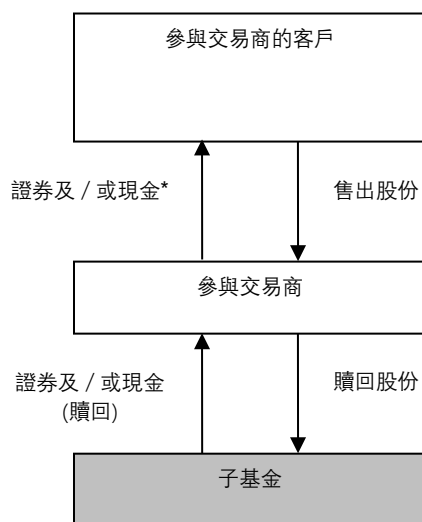 參與交易商的客戶
證券及 / 或現金*
售出股份
參與交易商
證券及 / 或現金
(贖回)
贖回股份
子基金